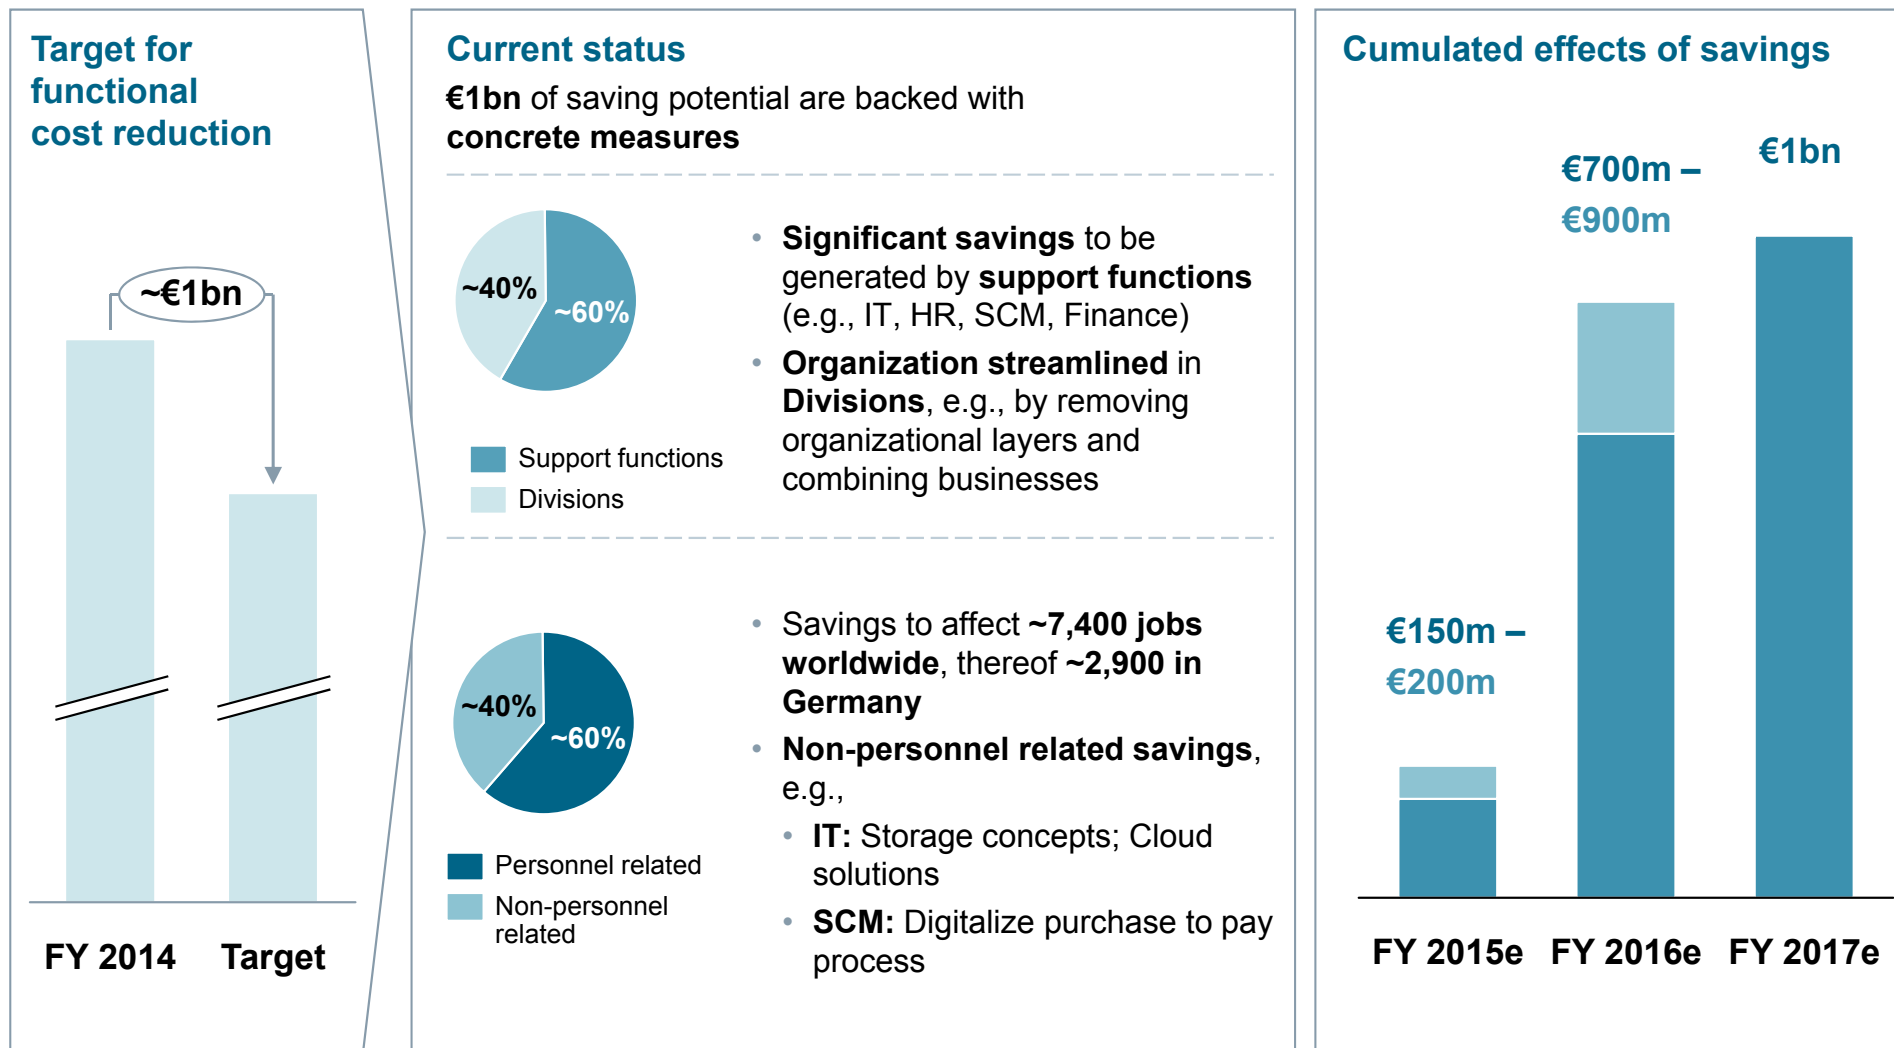 Target for
functional
cost reduction
~€1bn
FY 2014
Target
Current status
€1bn of saving potential are backed with
concrete measures
~40%
~60%
Support functions
Divisions
• Significant savings to be
generated by support functions
(e.g., IT, HR, SCM, Finance)
• Organization streamlined in
Divisions, e.g., by removing
organizational layers and
combining businesses
~40%
~60%
Personnel related
Non-personnel
related
• Savings to affect ~7,400 jobs
worldwide, thereof ~2,900 in
Germany
• Non-personnel related savings,
e.g.,
• IT: Storage concepts; Cloud
solutions
• SCM: Digitalize purchase to pay
process
Cumulated effects of savings
€150m –
€200m
€700m –
€900m
€1bn
FY 2015e
FY 2016e
FY 2017e